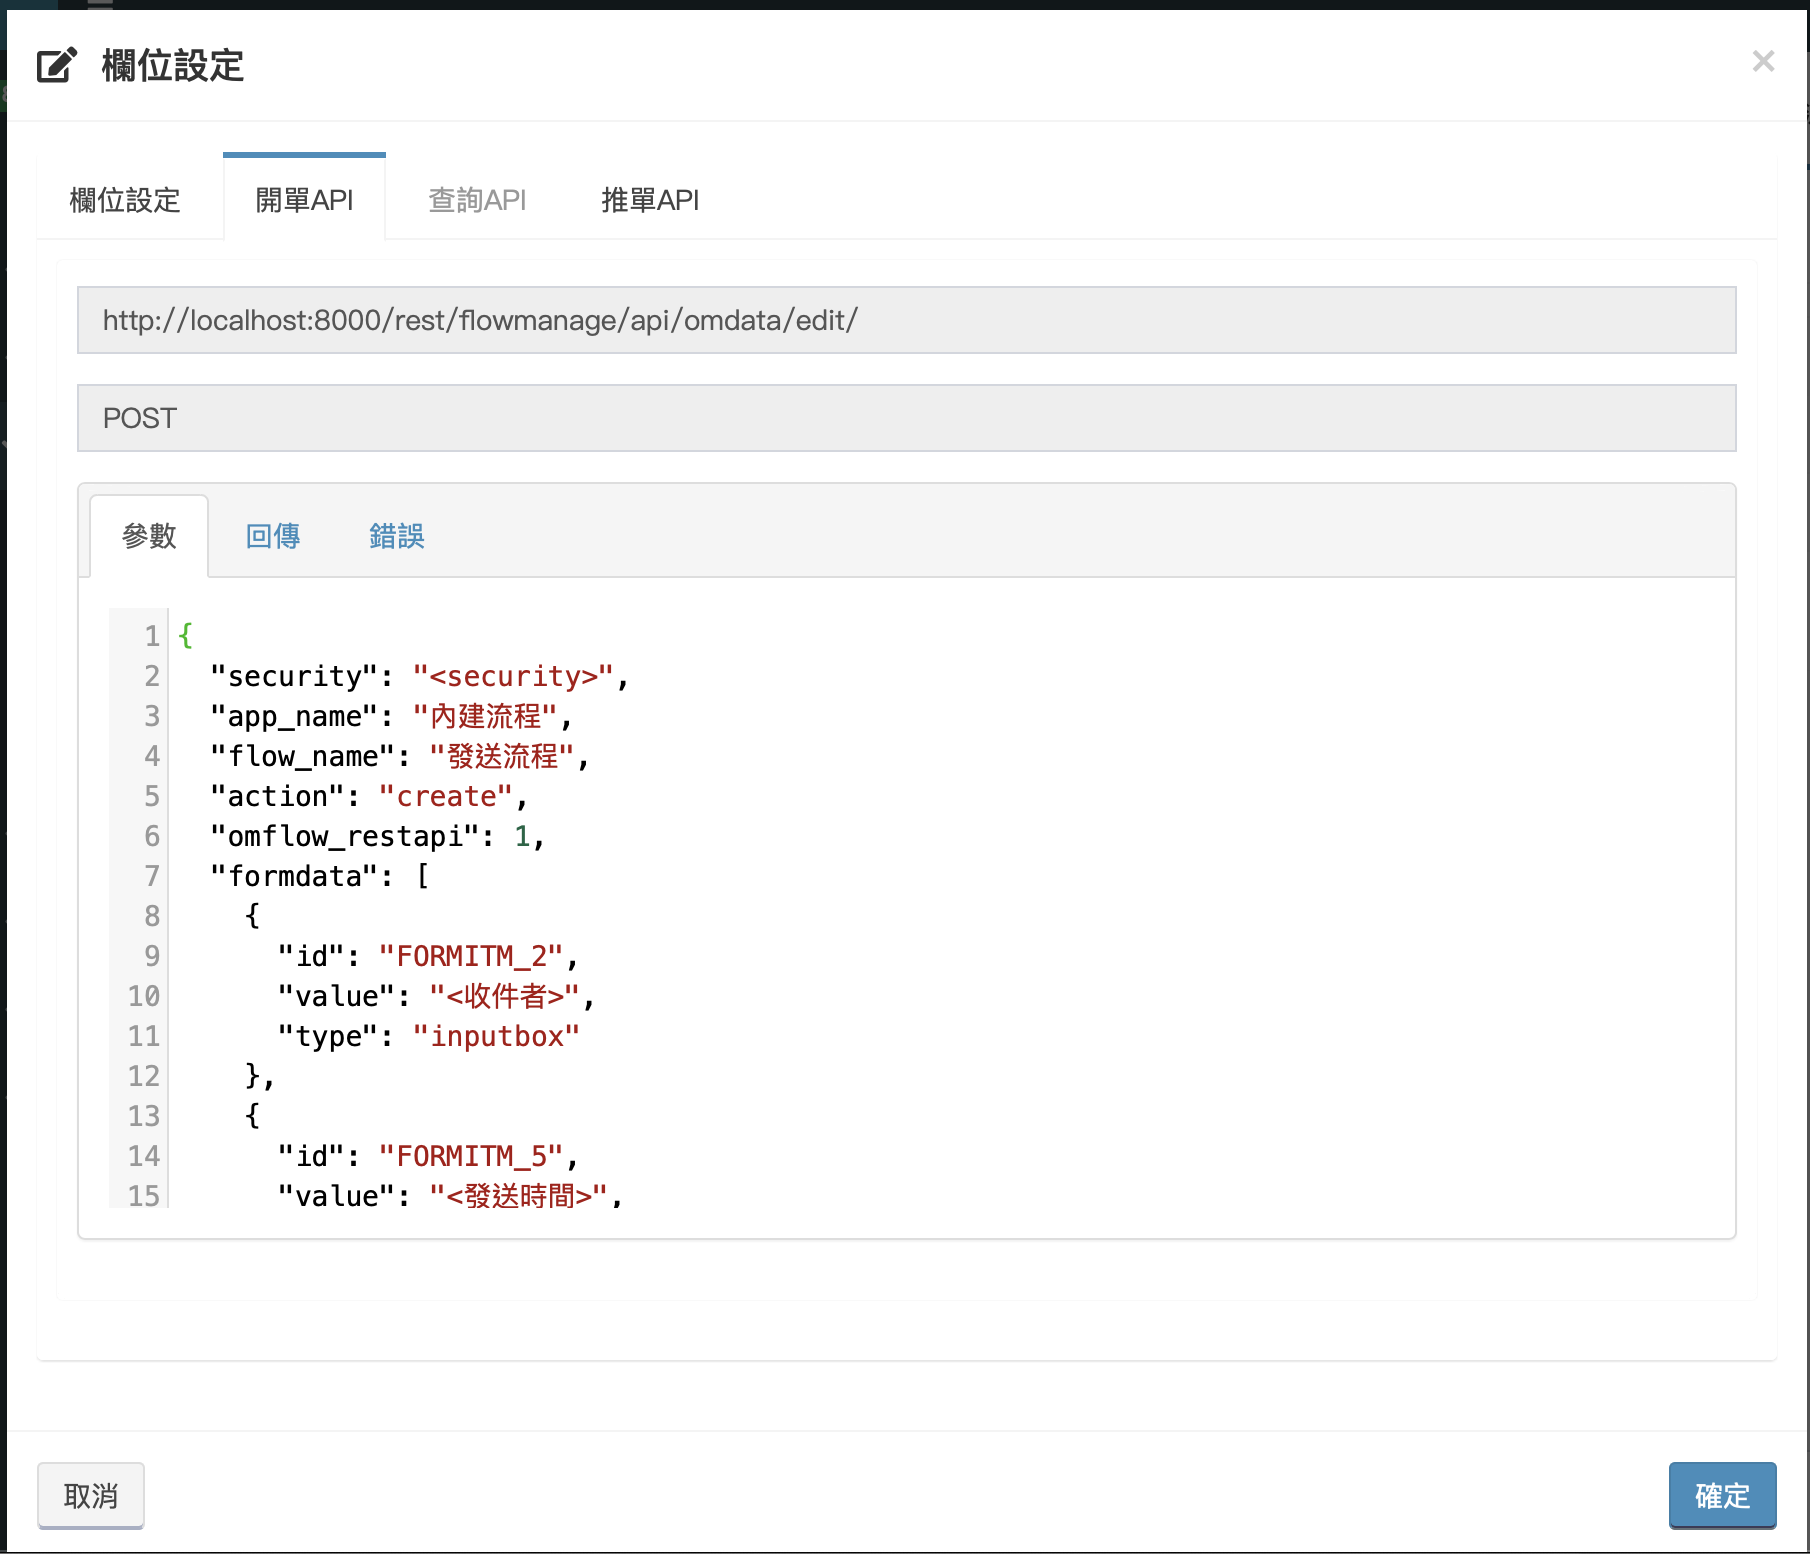 欄位設定
×
欄位設定 開單API 查詢API 推單API
http://localhost:8000/rest/flowmanage/api/omdata/edit/
POST
參數 回傳 錯誤
1 {
2 "security": "<security>",
3 "app_name": "內建流程",
4 "flow_name": "發送流程",
5 "action": "create",
6 "omflow_restapi": 1,
7 "formdata": [
8 {
9 "id": "FORMITM_2",
10 "value": "<收件者>",
11 "type": "inputbox"
12 },
13 {
14 "id": "FORMITM_5",
15 "value": "<發送時間>",
取消 確定